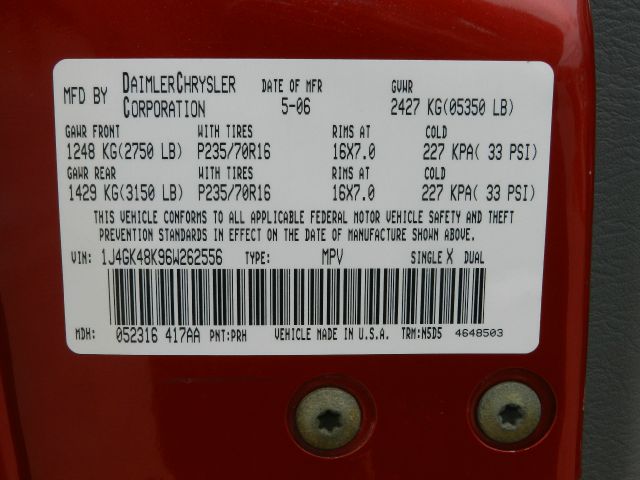 MFD BY DAIMLERCHRYSLER CORPORATION DATE OF MFR 5-06 GVWR 2427 KG(05350 LB)
GAWR FRONT WITH TIRES RIMS AT COLD
1248 KG(2750 LB) P235/70R16 16X7.0 227 KPA( 33 PSI)
GAWR REAR WITH TIRES RIMS AT COLD
1429 KG(3150 LB) P235/70R16 16X7.0 227 KPA( 33 PSI)
THIS VEHICLE CONFORMS TO ALL APPLICABLE FEDERAL MOTOR VEHICLE SAFETY AND THEFT
PREVENTION STANDARDS IN EFFECT ON THE DATE OF MANUFACTURE SHOWN ABOVE.
VIN: 1J4GK48K96W262556 TYPE: MPV SINGLE X DUAL
MDH: 052316 417AA PNT:PRH VEHICLE MADE IN U.S.A. TRM:N5D5 4648503